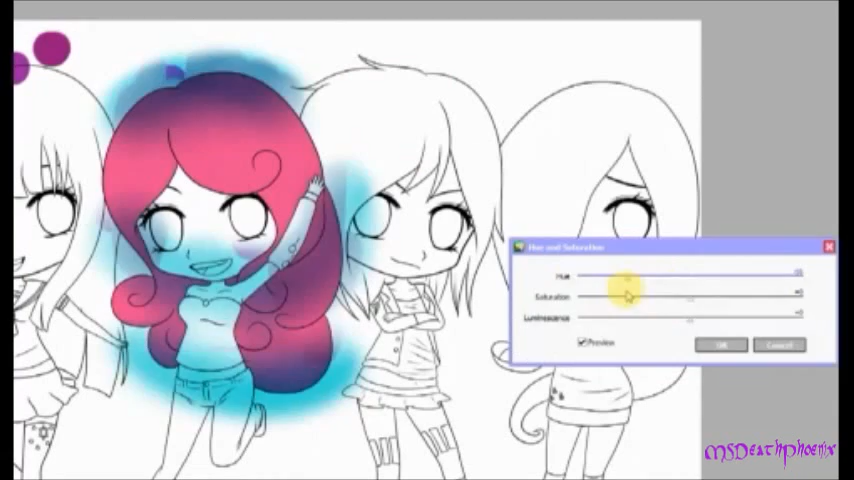 Hue and Saturation
Hue
Saturation
Luminescence
Preview
OK
Cancel
MSDeathPhoenix